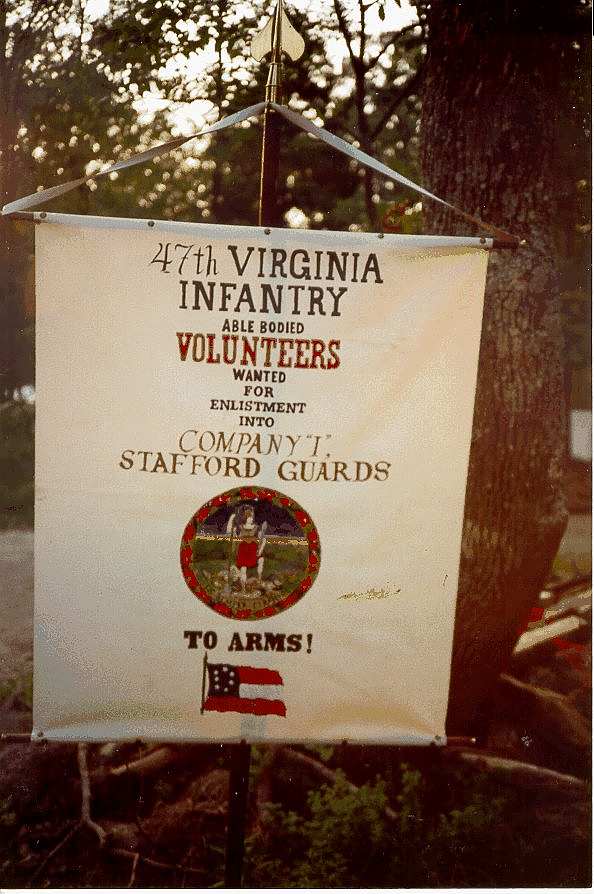 47th VIRGINIA
INFANTRY
ABLE BODIED
VOLUNTEERS
WANTED
FOR
ENLISTMENT
INTO
COMPANY "I",
STAFFORD GUARDS
TO ARMS!